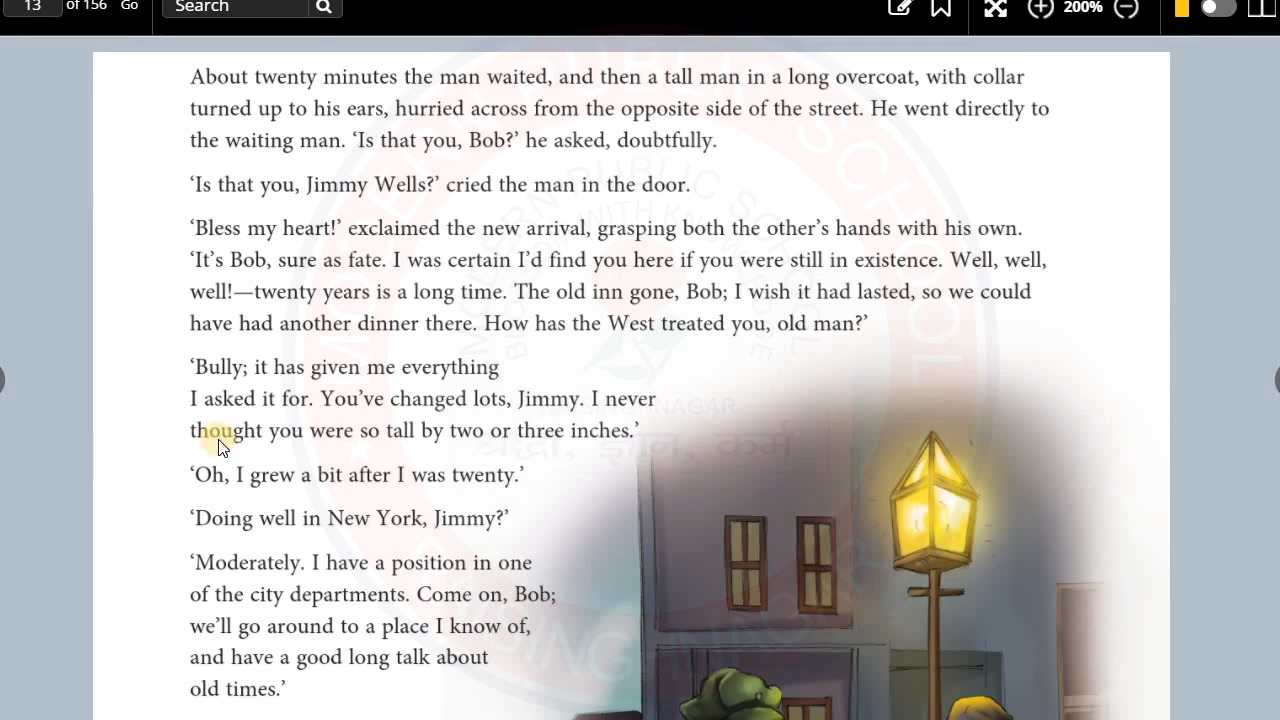 13 of 156 Go Search 200%
About twenty minutes the man waited, and then a tall man in a long overcoat, with collar
turned up to his ears, hurried across from the opposite side of the street. He went directly to
the waiting man. ‘Is that you, Bob?’ he asked, doubtfully.
‘Is that you, Jimmy Wells?’ cried the man in the door.
‘Bless my heart!’ exclaimed the new arrival, grasping both the other’s hands with his own.
‘It’s Bob, sure as fate. I was certain I’d find you here if you were still in existence. Well, well,
well!—twenty years is a long time. The old inn gone, Bob; I wish it had lasted, so we could
have had another dinner there. How has the West treated you, old man?’
‘Bully; it has given me everything
I asked it for. You’ve changed lots, Jimmy. I never
thought you were so tall by two or three inches.’
‘Oh, I grew a bit after I was twenty.’
‘Doing well in New York, Jimmy?’
‘Moderately. I have a position in one
of the city departments. Come on, Bob;
we’ll go around to a place I know of,
and have a good long talk about
old times.’
PUBLIC SCHOOL
श्रद्धा, ज्ञान, कर्म